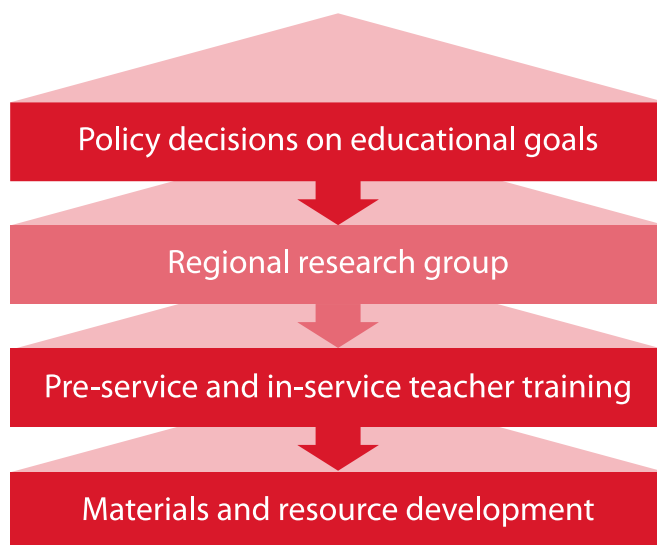 Policy decisions on educational goals
Regional research group
Pre-service and in-service teacher training
Materials and resource development